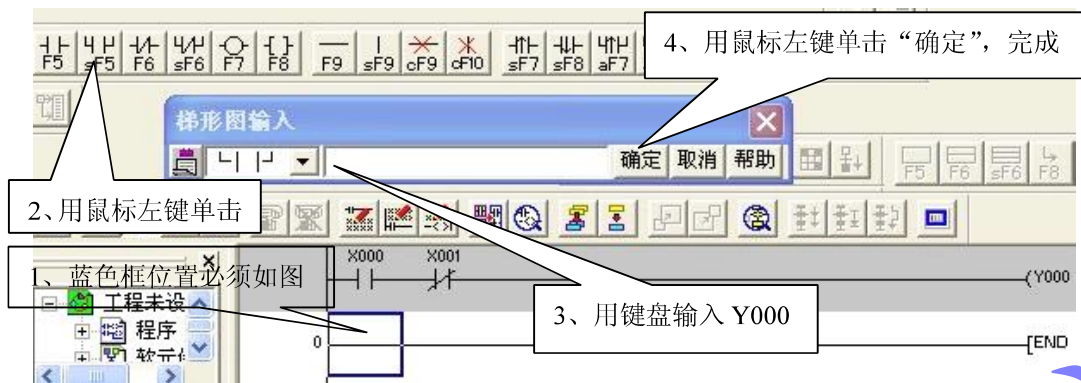 F5 sF5 F6 sF6 F7 F8 F9 sF9 cF9 cF10 sF7 sF8 aF7
4、用鼠标左键单击“确定”，完成
梯形图输入
确定 取消 帮助
F5 F6 sF6 F8
2、用鼠标左键单击
1、蓝色框位置必须如图
X000 X001
(Y000
工程未设
程序
3、用键盘输入 Y000
0
[END